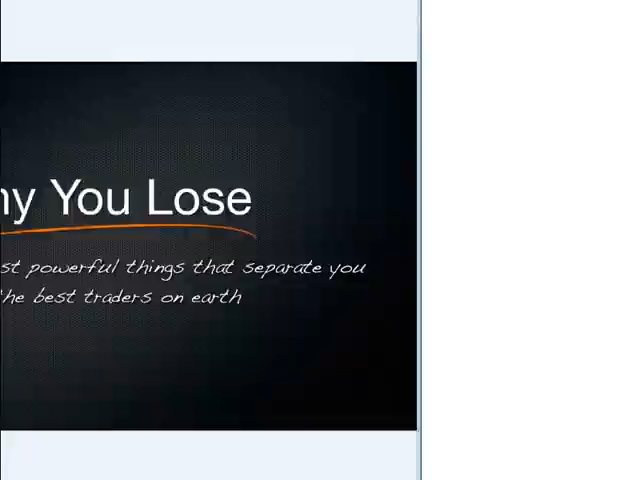 ny You Lose
st powerful things that separate you
the best traders on earth